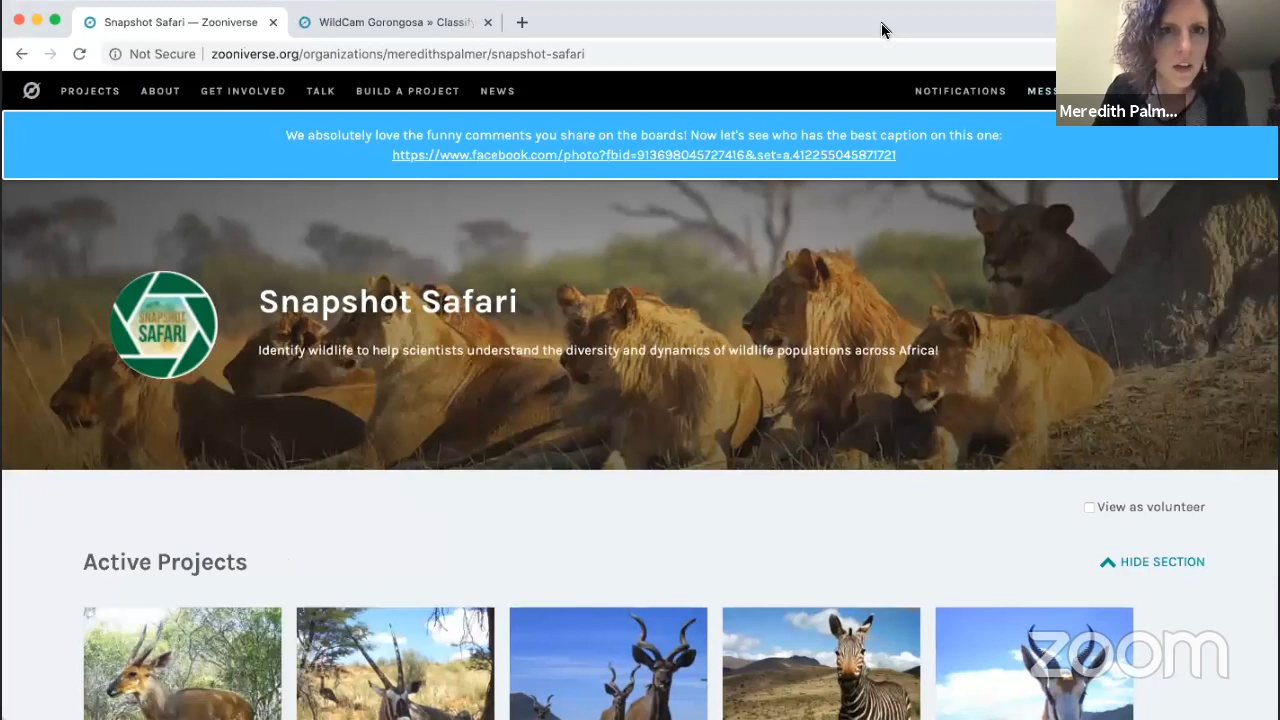 Snapshot Safari — Zooniverse
WildCam Gorongosa » Classify
Not Secure
zooniverse.org/organizations/meredithspalmer/snapshot-safari
PROJECTS ABOUT GET INVOLVED TALK BUILD A PROJECT NEWS NOTIFICATIONS MESS
Meredith Palm...
We absolutely love the funny comments you share on the boards! Now let's see who has the best caption on this one:
https://www.facebook.com/photo?fbid=913698045727416&set=a.412255045871721
SNAPSHOT
SAFARI
Snapshot Safari
Identify wildlife to help scientists understand the diversity and dynamics of wildlife populations across Africa!
View as volunteer
Active Projects
HIDE SECTION
zoom